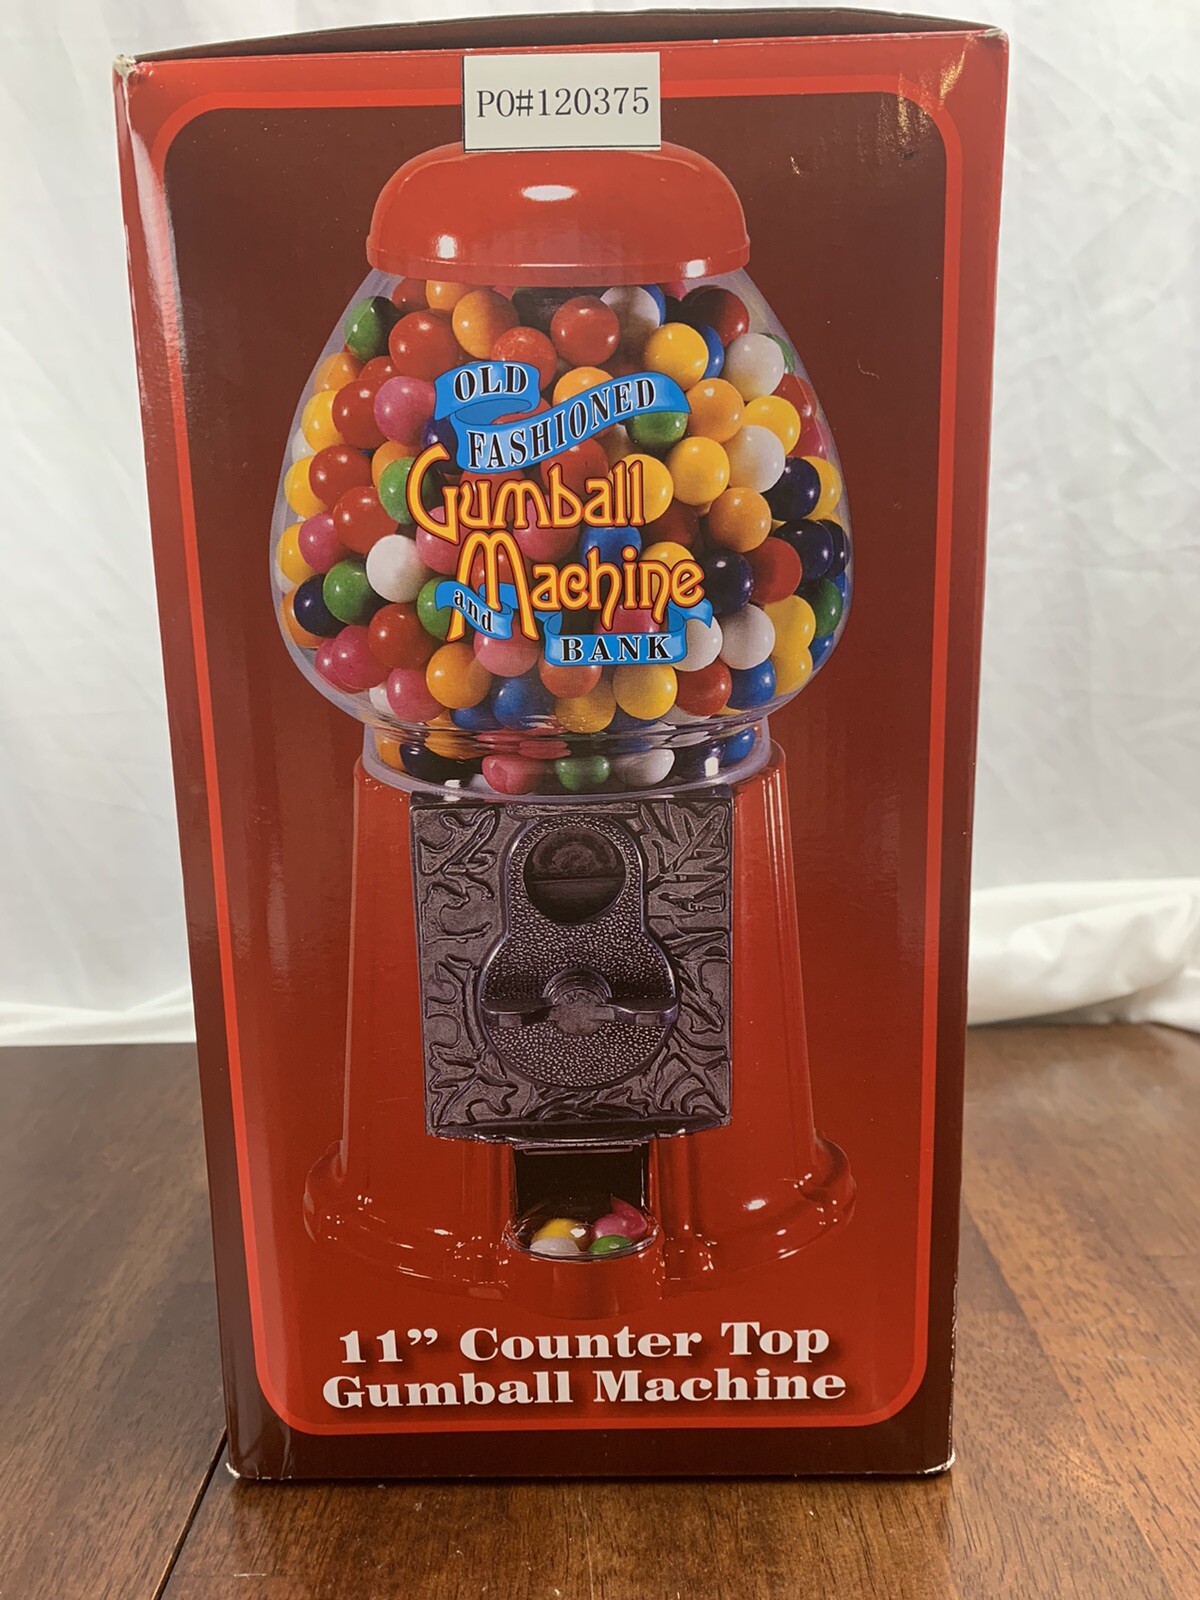 PO#120375
OLD
FASHIONED
Gumball
Machine
and
BANK
11” Counter Top
Gumball Machine